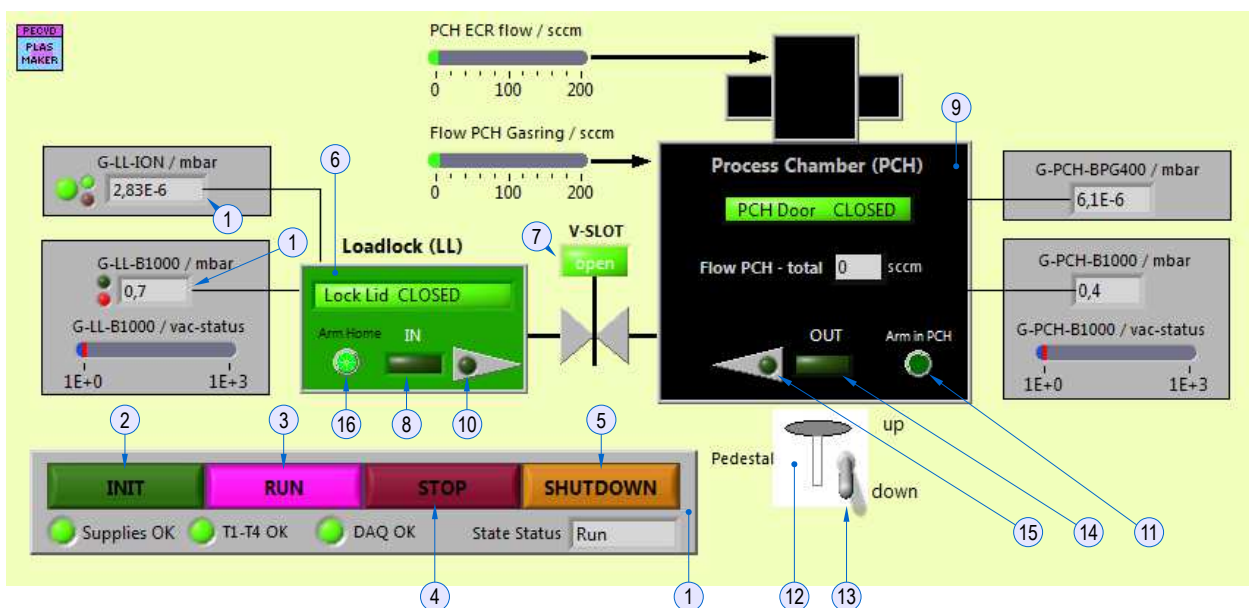 PECVD
PLAS
MAKER
PCH ECR flow / sccm
0 100 200
Flow PCH Gasring / sccm
0 100 200
9
G-LL-ION / mbar
2,83E-6
1
6
Process Chamber (PCH)
PCH Door CLOSED
G-PCH-BPG400 / mbar
6,1E-6
1
G-LL-B1000 / mbar
0,7
G-LL-B1000 / vac-status
1E+0 1E+3
Loadlock (LL)
Lock Lid CLOSED
Arm Home
IN
7
V-SLOT
open
Flow PCH - total 0 sccm
OUT
Arm in PCH
G-PCH-B1000 / mbar
0,4
G-PCH-B1000 / vac-status
1E+0 1E+3
2
3
16
8
10
5
INIT RUN STOP SHUTDOWN
Supplies OK T1-T4 OK DAQ OK State Status Run
Pedestal
up
down
15
14
11
4
1
12
13